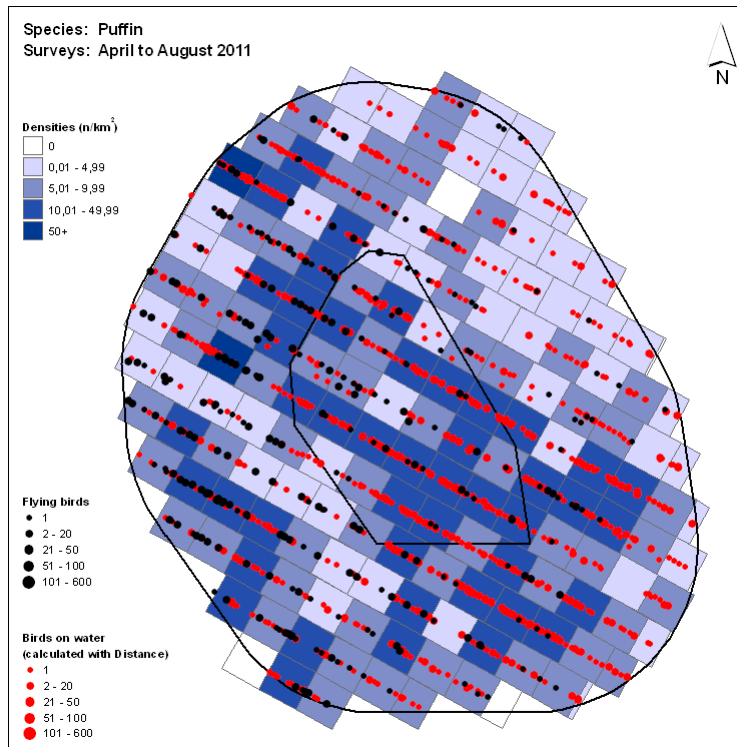 Species: Puffin
Surveys: April to August 2011
N
Densities (n/km²)
0
0,01 - 4,99
5,01 - 9,99
10,01 - 49,99
50+
Flying birds
1
2 - 20
21 - 50
51 - 100
101 - 600
Birds on water
(calculated with Distance)
1
2 - 20
21 - 50
51 - 100
101 - 600